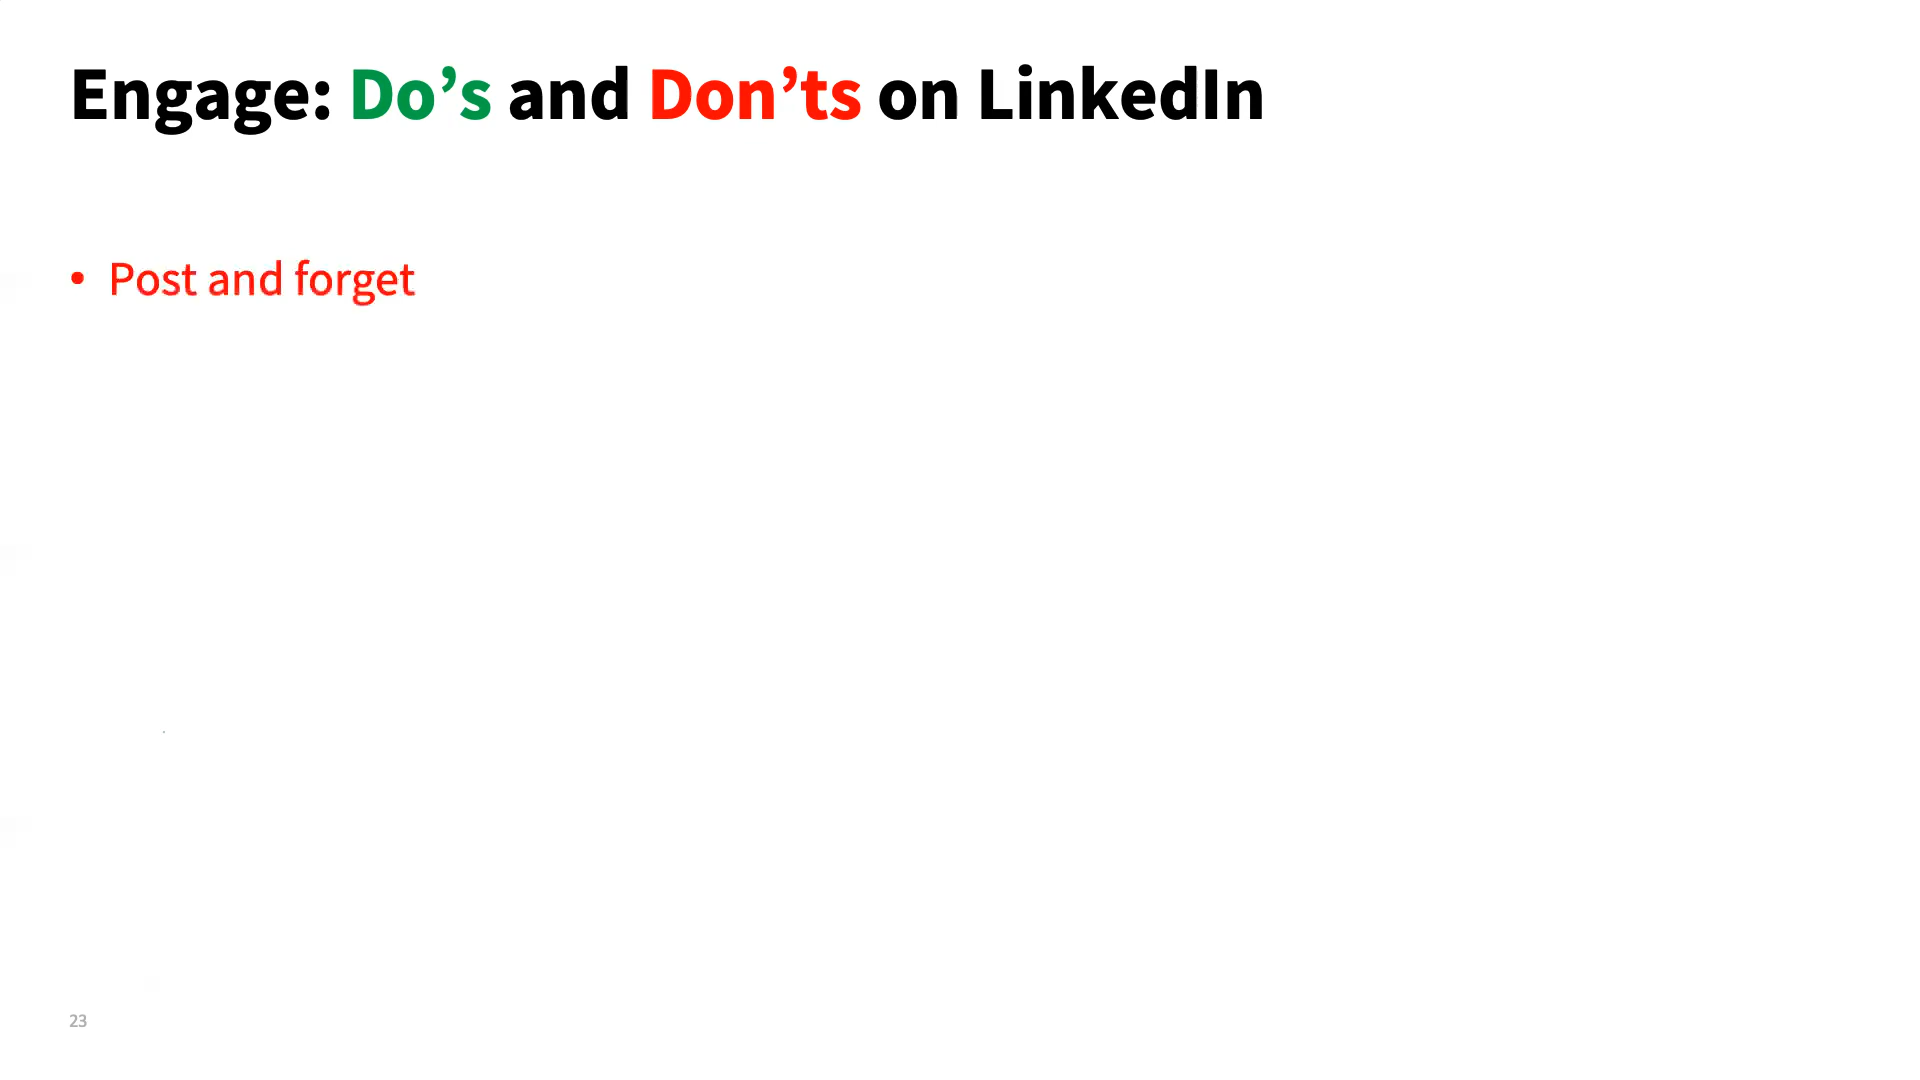 Engage: Do’s and Don’ts on LinkedIn
• Post and forget
23